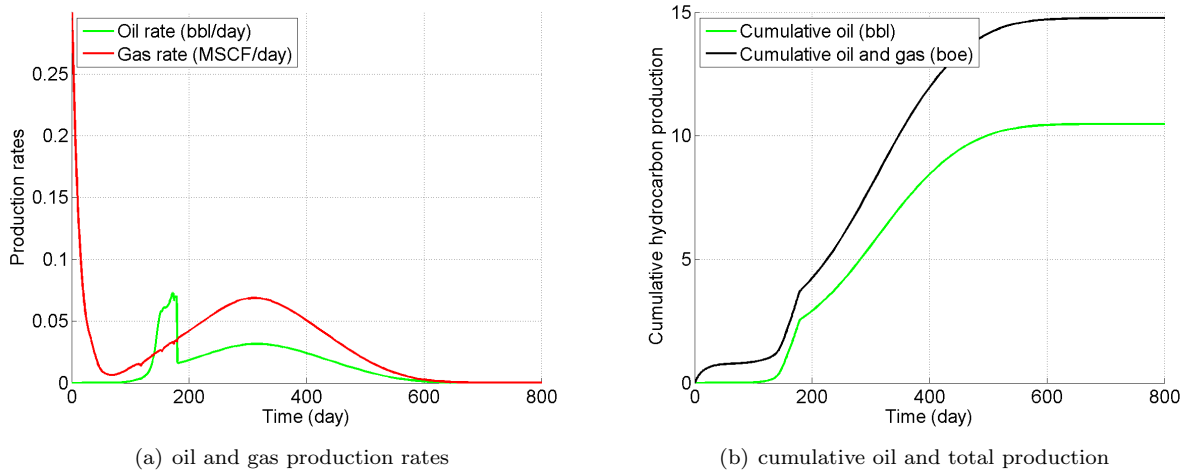 Oil rate (bbl/day)
Gas rate (MSCF/day)
0.25
0.2
0.15
0.1
0.05
0
0 200 400 600 800
Production rates
Time (day)
(a) oil and gas production rates
Cumulative oil (bbl)
Cumulative oil and gas (boe)
15
10
5
0
0 200 400 600 800
Cumulative hydrocarbon production
Time (day)
(b) cumulative oil and total production